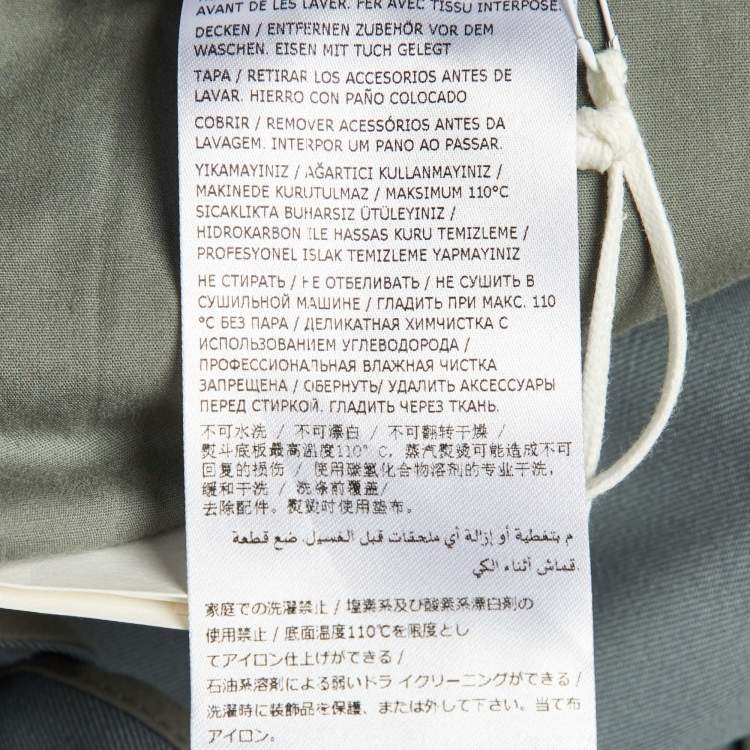 AVANT DE LES LAVER. FER AVEC TISSU INTERPOSÉ.
DECKEN / ENTFERNEN ZUBEHÖR VOR DEM
WASCHEN. EISEN MIT TUCH GELEGT
TAPA / RETIRAR LOS ACCESORIOS ANTES DE
LAVAR. HIERRO CON PAÑO COLOCADO
COBRIR / REMOVER ACESSÓRIOS ANTES DA
LAVAGEM. INTERPOR UM PANO AO PASSAR.
YIKAMAYINIZ / AĞARTICI KULLANMAYINIZ /
MAKINEDE KURUTULMAZ / MAKSIMUM 110°C
SICAKLIKTA BUHARSIZ ÜTÜLEYINIZ /
HIDROKARBON ILE HASSAS KURU TEMIZLEME /
PROFESYONEL ISLAK TEMIZLEME YAPMAYINIZ
НЕ СТИРАТЬ / НЕ ОТБЕЛИВАТЬ / НЕ СУШИТЬ В
СУШИЛЬНОЙ МАШИНЕ / ГЛАДИТЬ ПРИ МАКС. 110
°С БЕЗ ПАРА / ДЕЛИКАТНАЯ ХИМЧИСТКА С
ИСПОЛЬЗОВАНИЕМ УГЛЕВОДОРОДА /
ПРОФЕССИОНАЛЬНАЯ ВЛАЖНАЯ ЧИСТКА
ЗАПРЕЩЕНА / ОБЕРНУТЬ/ УДАЛИТЬ АКСЕССУАРЫ
ПЕРЕД СТИРКОЙ. ГЛАДИТЬ ЧЕРЕЗ ТКАНЬ.
不可水洗 / 不可漂白 / 不可翻转干燥 /
熨斗底板最高温度110℃，蒸汽熨烫可能造成不可
回复的损伤 / 使用碳氢化合物溶剂的专业干洗，
缓和干洗 / 洗涤前覆盖/
去除配件。熨烫时使用垫布。
م بتغطية أو إزالة أي ملحقات قبل الغسيل. ضع قطعة
قماش أثناء الكي.
家庭での洗濯禁止 / 塩素系及び酸素系漂白剤の
使用禁止 / 底面温度110℃を限度とし
てアイロン仕上げができる /
石油系溶剤による弱いドライクリーニングができる /
洗濯時に装飾品を保護、または外して下さい。当て布
アイロン。